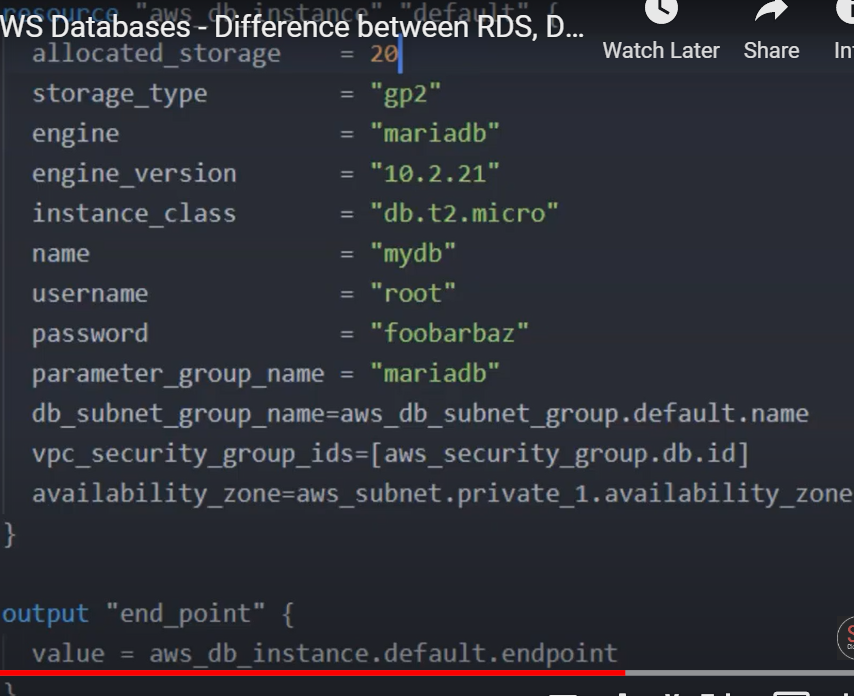 resource "aws_db_instance" "default" {
WS Databases - Difference between RDS, D...
Watch Later
Share
allocated_storage = 20
storage_type = "gp2"
engine = "mariadb"
engine_version = "10.2.21"
instance_class = "db.t2.micro"
name = "mydb"
username = "root"
password = "foobarbaz"
parameter_group_name = "mariadb"
db_subnet_group_name=aws_db_subnet_group.default.name
vpc_security_group_ids=[aws_security_group.db.id]
availability_zone=aws_subnet.private_1.availability_zone
}
output "end_point" {
value = aws_db_instance.default.endpoint
}